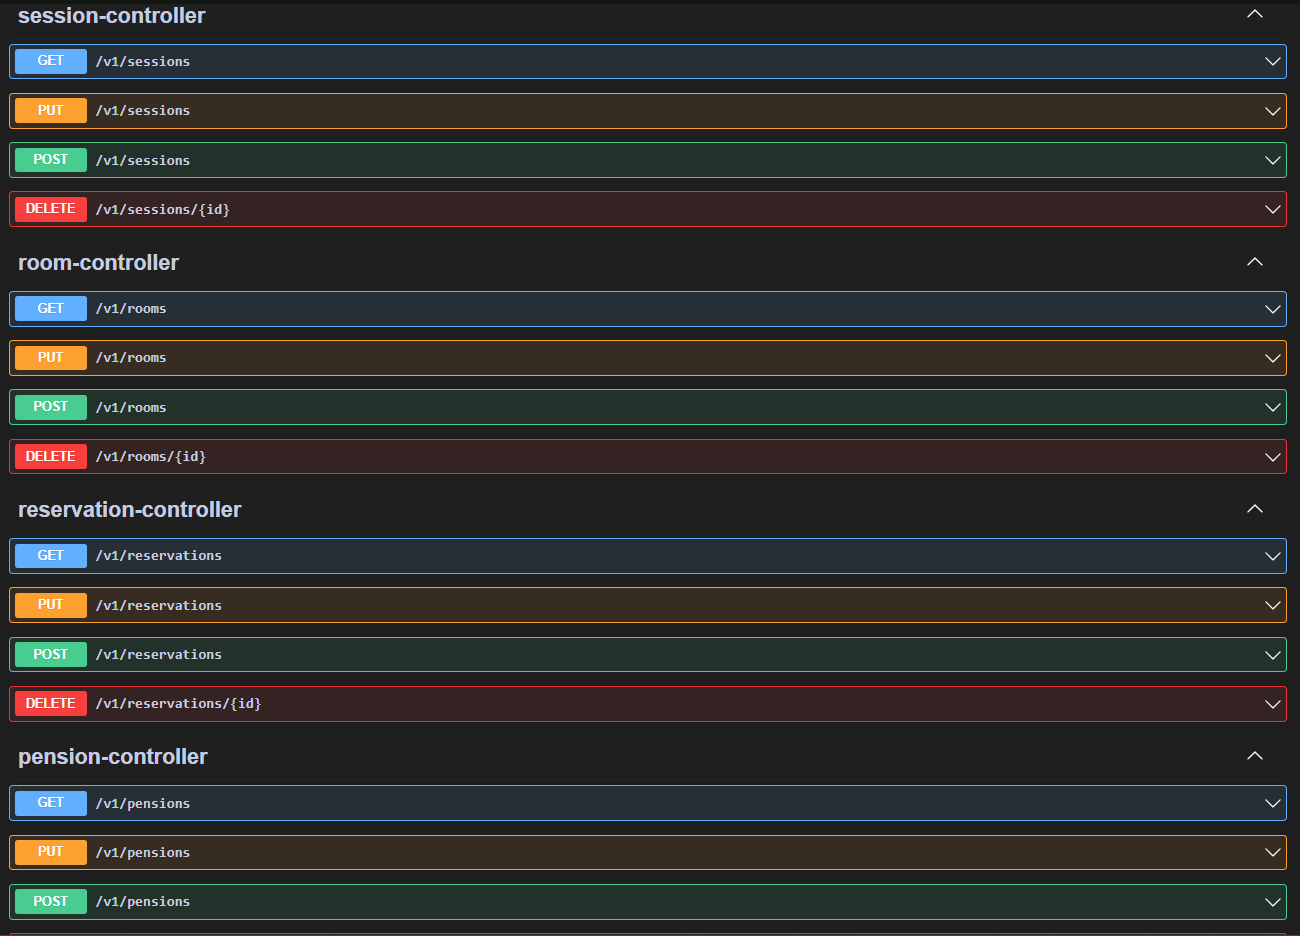 session-controller
GET /v1/sessions
PUT /v1/sessions
POST /v1/sessions
DELETE /v1/sessions/{id}
room-controller
GET /v1/rooms
PUT /v1/rooms
POST /v1/rooms
DELETE /v1/rooms/{id}
reservation-controller
GET /v1/reservations
PUT /v1/reservations
POST /v1/reservations
DELETE /v1/reservations/{id}
pension-controller
GET /v1/pensions
PUT /v1/pensions
POST /v1/pensions